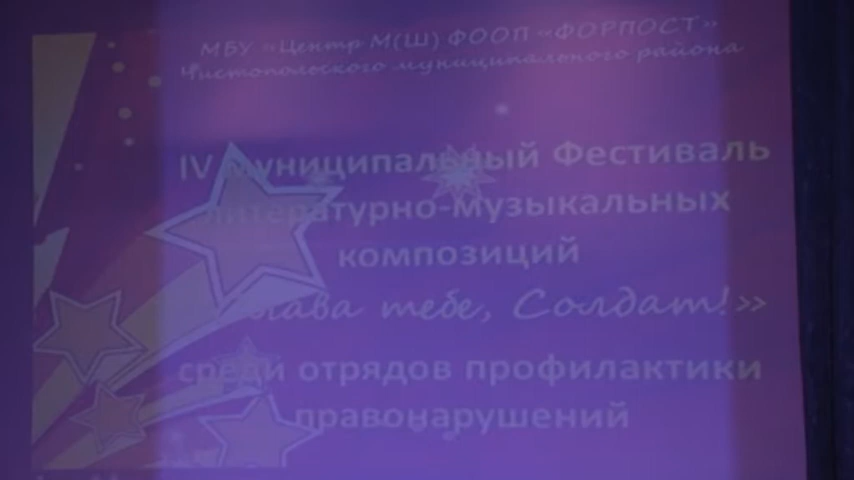 МБУ «Центр М(Ш) ФООП «ФОРПОСТ»
Чистопольского муниципального района
IV муниципальный Фестиваль
литературно-музыкальных
композиций
«Слава тебе, Солдат!»
среди отрядов профилактики
правонарушений